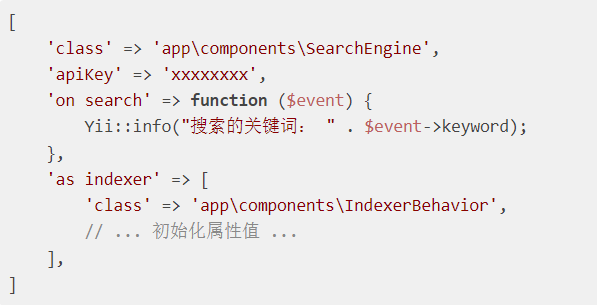 [
    'class' => 'app\components\SearchEngine',
    'apiKey' => 'xxxxxxxx',
    'on search' => function ($event) {
        Yii::info("搜索的关键词： " . $event->keyword);
    },
    'as indexer' => [
        'class' => 'app\components\IndexerBehavior',
        // ... 初始化属性值 ...
    ],
]